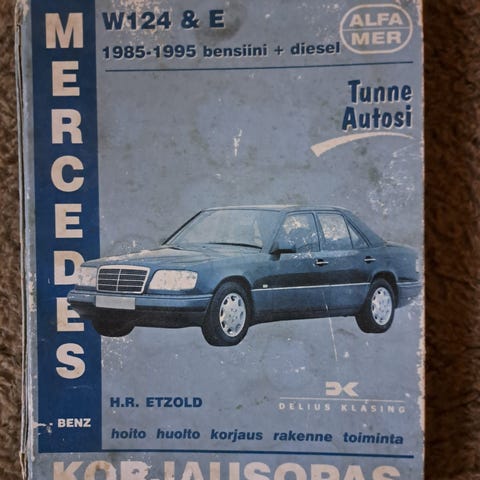 MERCEDES
BENZ
W124 & E
1985-1995 bensiini + diesel
ALFA
MER
Tunne
Autosi
H.R. ETZOLD
DELIUS KLASING
hoito huolto korjaus rakenne toiminta
KORJAUSOPAS